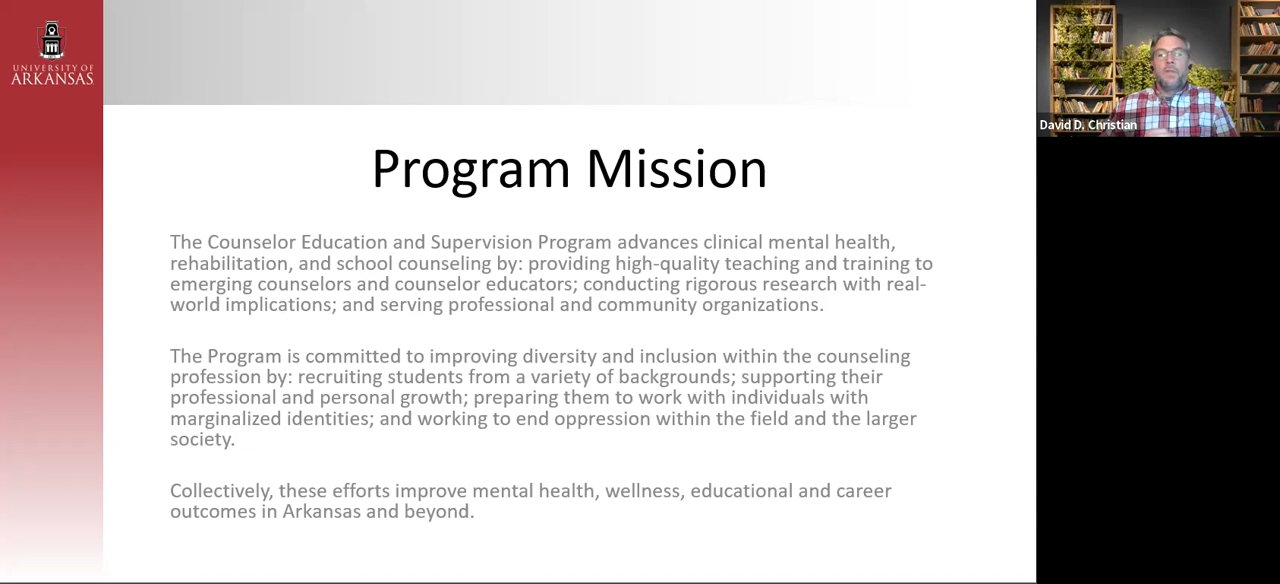 UNIVERSITY OF
ARKANSAS
David D. Christian
Program Mission
The Counselor Education and Supervision Program advances clinical mental health,
rehabilitation, and school counseling by: providing high-quality teaching and training to
emerging counselors and counselor educators; conducting rigorous research with real-
world implications; and serving professional and community organizations.
The Program is committed to improving diversity and inclusion within the counseling
profession by: recruiting students from a variety of backgrounds; supporting their
professional and personal growth; preparing them to work with individuals with
marginalized identities; and working to end oppression within the field and the larger
society.
Collectively, these efforts improve mental health, wellness, educational and career
outcomes in Arkansas and beyond.